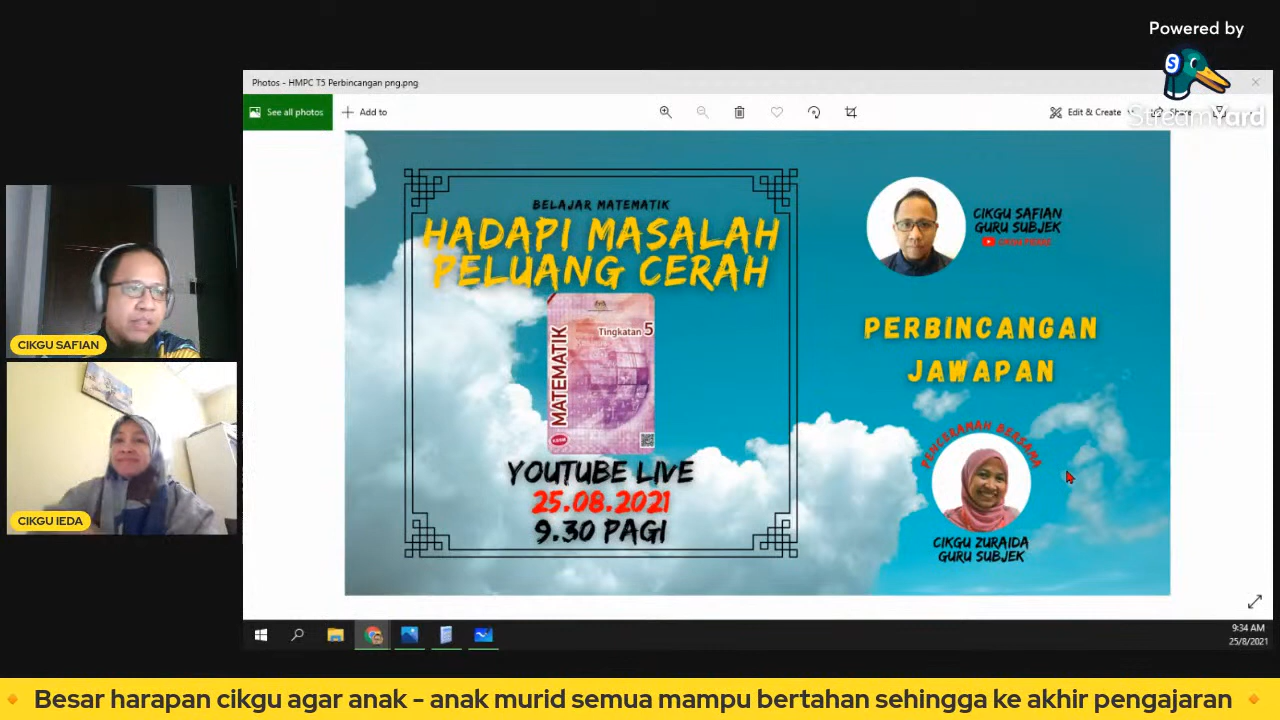 Powered by
S
StreamYard
Photos - HMPC T5 Perbincangan png.png
See all photos
Add to
Edit & Create
Share
BELAJAR MATEMATIK
HADAPI MASALAH
PELUANG CERAH
Tingkatan 5
MATEMATIK
YOUTUBE LIVE
25.08.2021
9.30 PAGI
CIKGU SAFIAN
GURU SUBJEK
PERBINCANGAN
JAWAPAN
PENCERAMAH BERSAMA
CIKGU ZURAIDA
GURU SUBJEK
CIKGU SAFIAN
CIKGU IEDA
9:34 AM
25/8/2021
Besar harapan cikgu agar anak - anak murid semua mampu bertahan sehingga ke akhir pengajaran